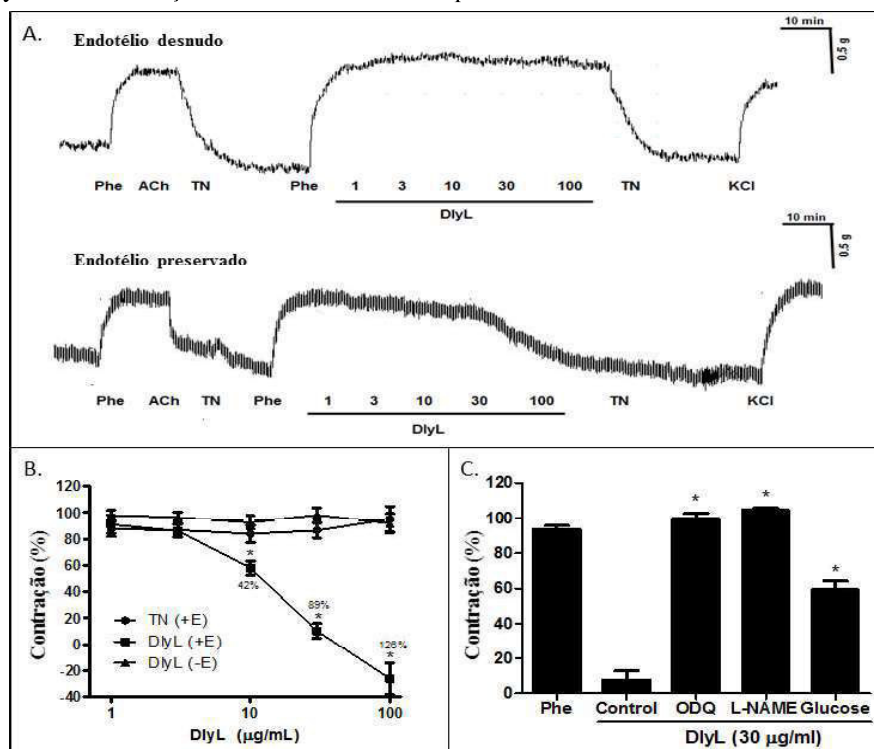 A.
Endotélio desnudo
10 min
0.5 g
Phe ACh TN Phe 1 3 10 30 100 TN KCl
DlyL
10 min
0.5 g
Endotélio preservado
Phe ACh TN Phe 1 3 10 30 100 TN KCl
DlyL
B.
Contração (%)
120
100
80
60
40
20
0
-20
-40
*
42%
89%
*
126%
*
TN (+E)
DlyL (+E)
DlyL (-E)
1 10 100
DlyL (µg/mL)
C.
Contração (%)
120
100
80
60
40
20
0
* * *
Phe Control ODQ L-NAME Glucose
DlyL (30 µg/ml)